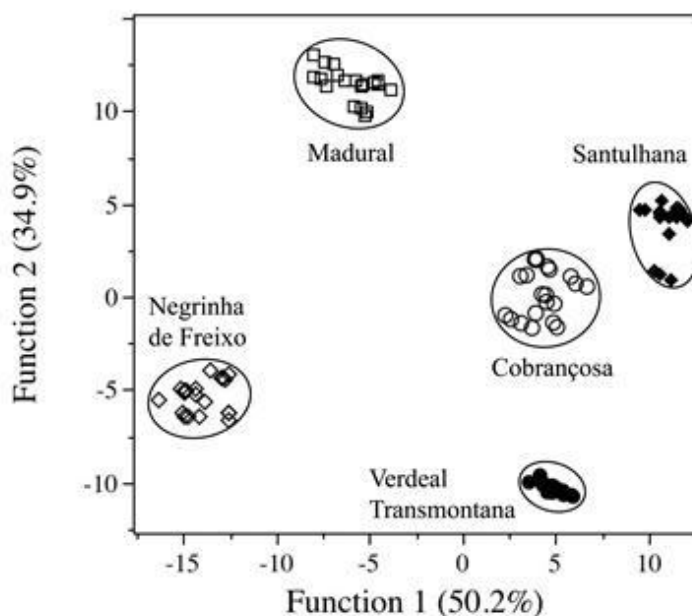 10
5
0
-5
-10
Function 2 (34.9%)
Madural
Santulhana
Negrinha
de Freixo
Cobrançosa
Verdeal
Transmontana
-15
-10
-5
0
5
10
Function 1 (50.2%)